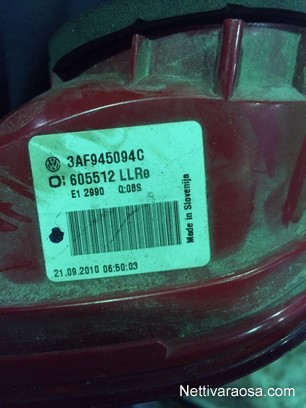 3AF945094C
605512 LLRe
E1 2990 Q:08S
Made in Slovenija
21.09.2010 06:50:03
Nettivaraosa.com